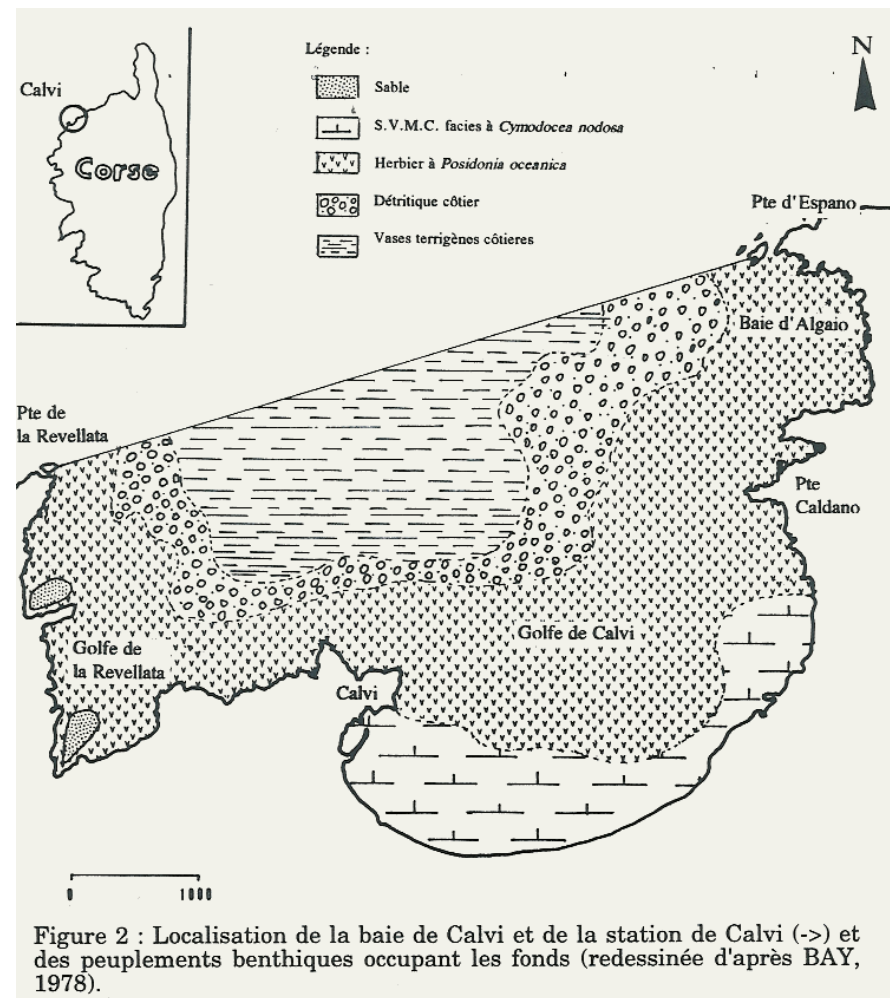 Calvi
Corse
Légende :
Sable
S.V.M.C. facies à Cymodocea nodosa
Herbier à Posidonia oceanica
Détritique côtier
Vases terrigènes côtieres
N
Pte d'Espano
Baie d'Algaio
Pte de
la Revellata
Pte
Caldano
Golfe de Calvi
Golfe de
la Revellata
Calvi
0 1000
Figure 2 : Localisation de la baie de Calvi et de la station de Calvi (->) et
des peuplements benthiques occupant les fonds (redessinée d'après BAY,
1978).